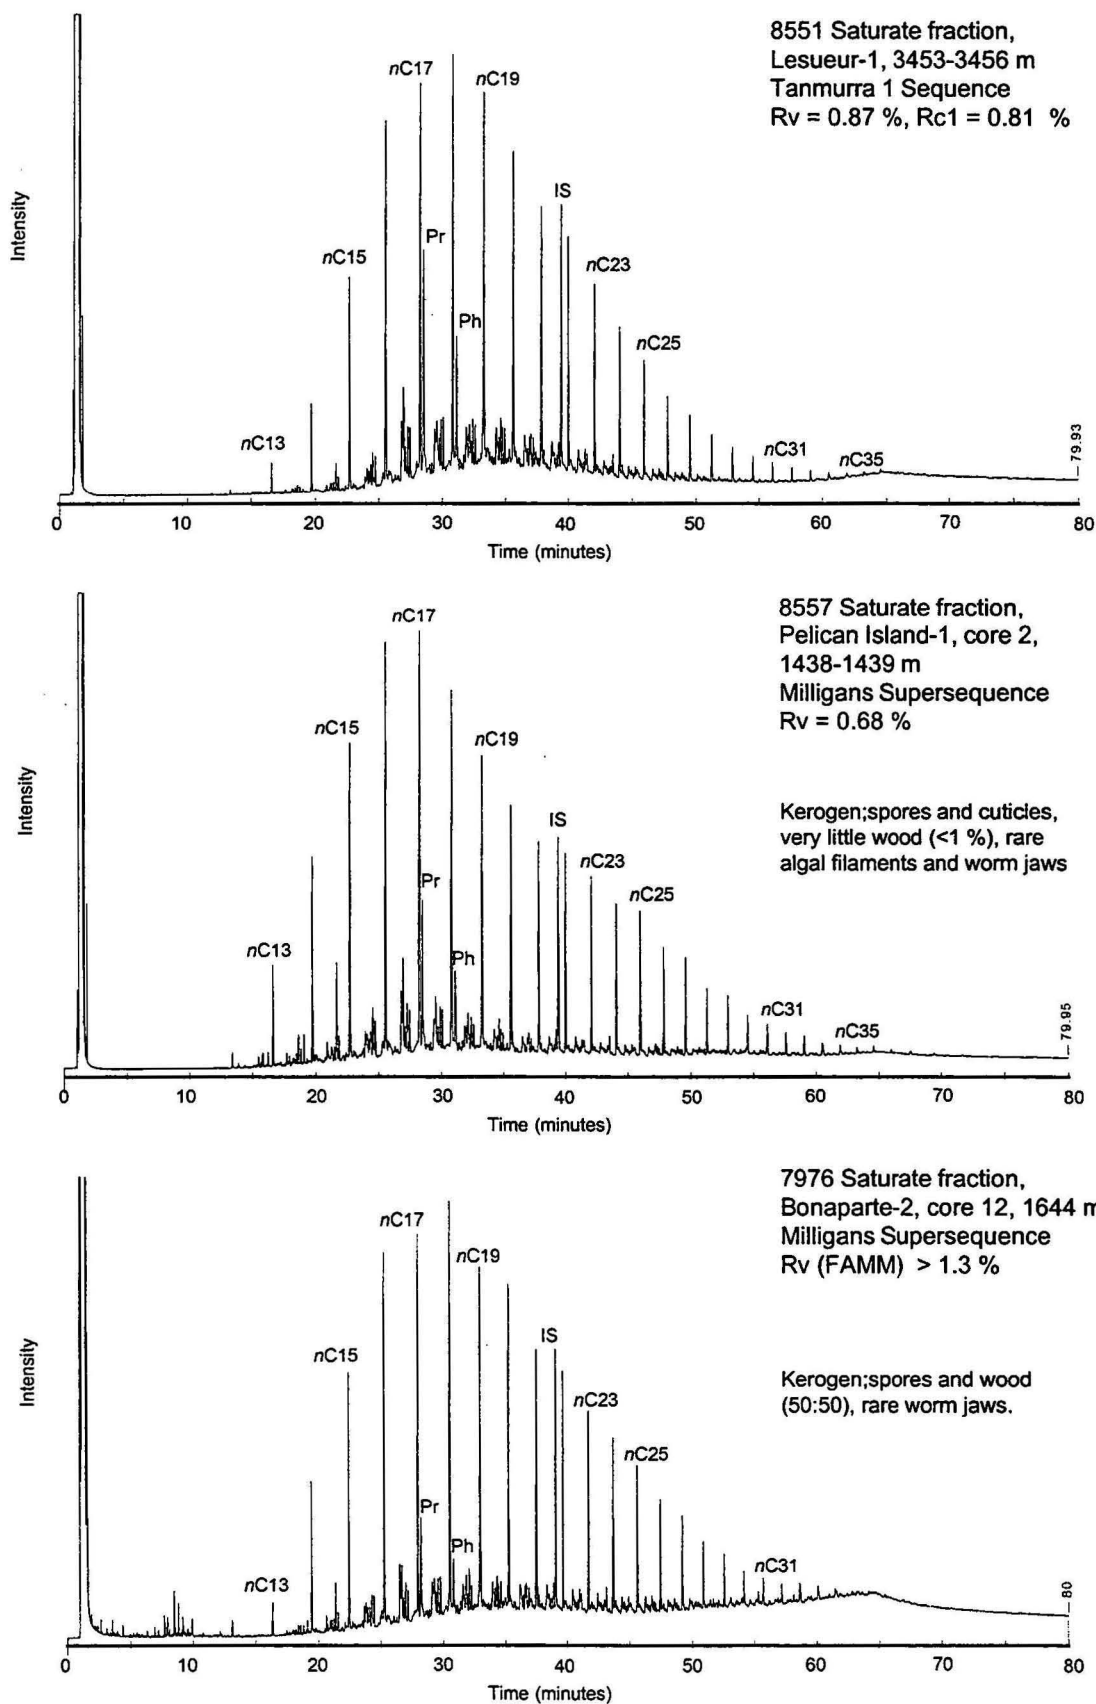 8551 Saturate fraction,
Lesueur-1, 3453-3456 m
Tanmurra 1 Sequence
Rv = 0.87 %, Rc1 = 0.81 %
Intensity
nC13
nC15
nC17
Pr
Ph
nC19
IS
nC23
nC25
nC31
nC35
79.93
0 10 20 30 40 50 60 70 80
Time (minutes)
8557 Saturate fraction,
Pelican Island-1, core 2,
1438-1439 m
Milligans Supersequence
Rv = 0.68 %
Kerogen;spores and cuticles,
very little wood (<1 %), rare
algal filaments and worm jaws
Intensity
nC13
nC15
nC17
Pr
Ph
nC19
IS
nC23
nC25
nC31
nC35
79.95
0 10 20 30 40 50 60 70 80
Time (minutes)
7976 Saturate fraction,
Bonaparte-2, core 12, 1644 m
Milligans Supersequence
Rv (FAMM) > 1.3 %
Kerogen;spores and wood
(50:50), rare worm jaws.
Intensity
nC13
nC15
nC17
Pr
Ph
nC19
IS
nC23
nC25
nC31
80
0 10 20 30 40 50 60 70 80
Time (minutes)